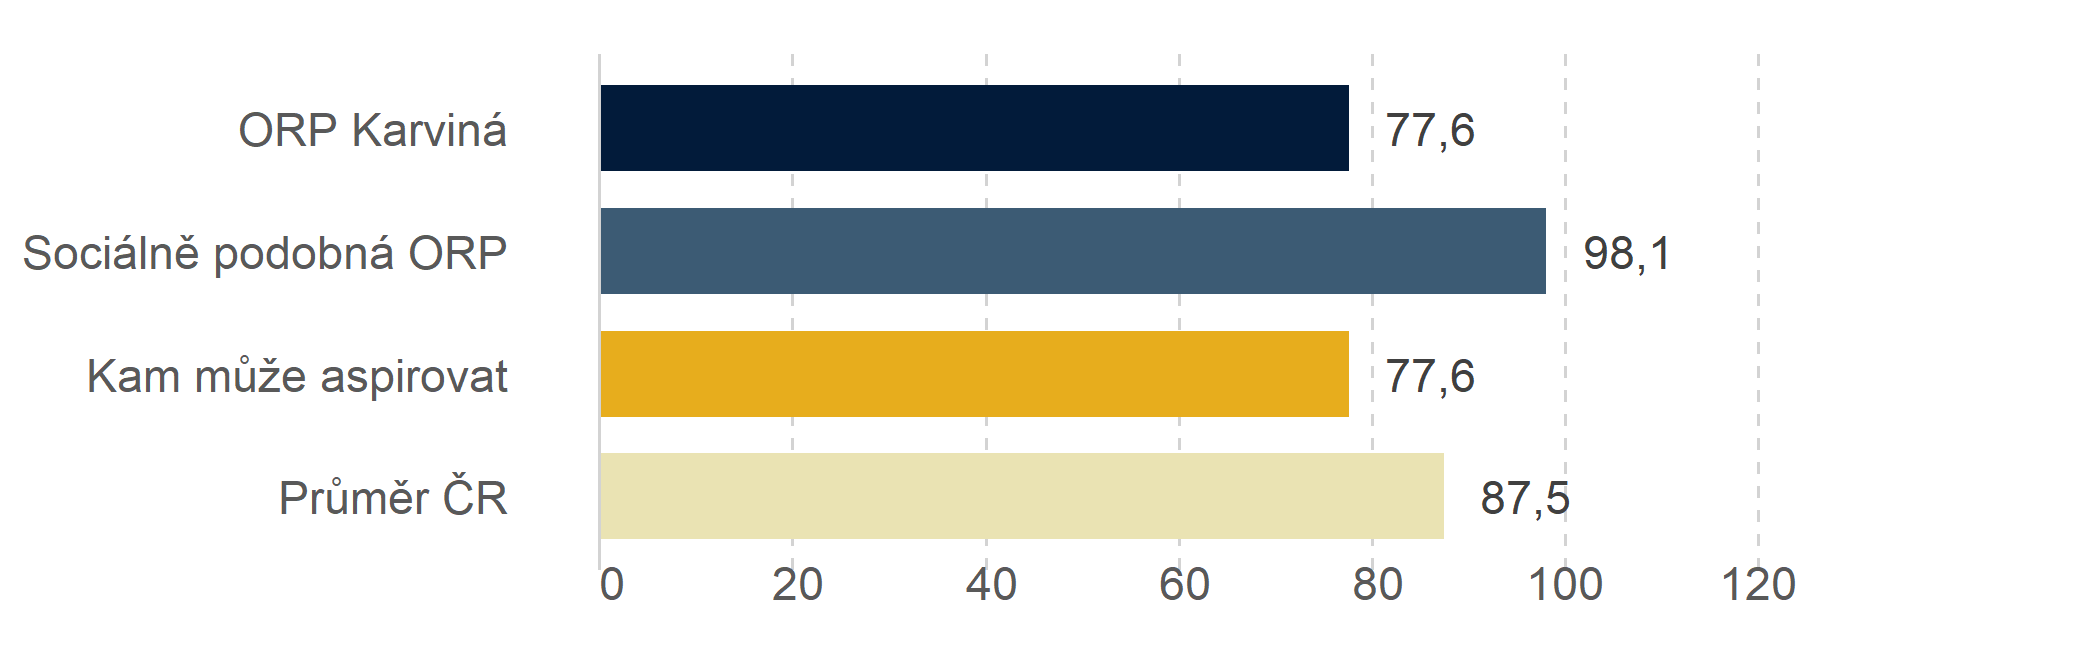 ORP Karviná 77,6
Sociálně podobná ORP 98,1
Kam může aspirovat 77,6
Průměr ČR 87,5
0 20 40 60 80 100 120